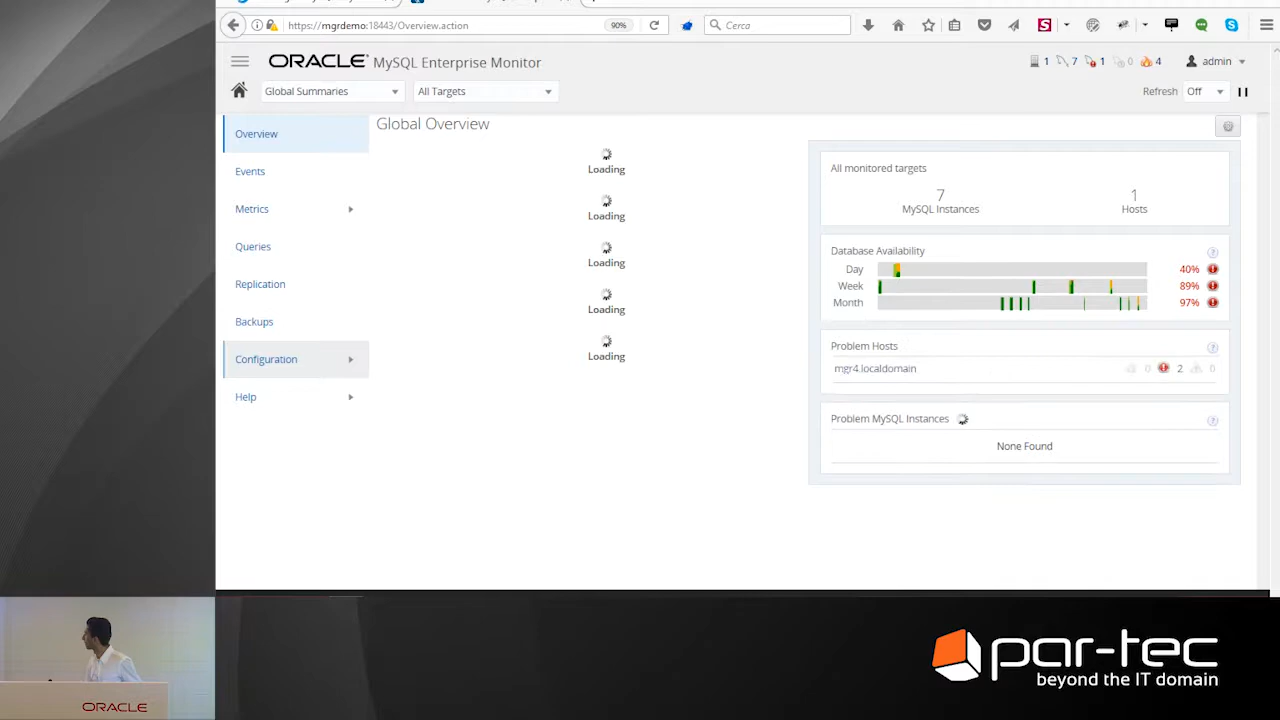 https://mgrdemo:18443/Overview.action
90%
Cerca
ORACLE MySQL Enterprise Monitor
1 7 1 0 4 admin
Global Summaries
All Targets
Refresh Off
Overview
Events
Metrics
Queries
Replication
Backups
Configuration
Help
Global Overview
Loading
Loading
Loading
Loading
Loading
All monitored targets
7
MySQL Instances
1
Hosts
Database Availability
Day 40%
Week 89%
Month 97%
Problem Hosts
mgr4.localdomain 0 2 0
Problem MySQL Instances
None Found
ORACLE
par-tec
beyond the IT domain